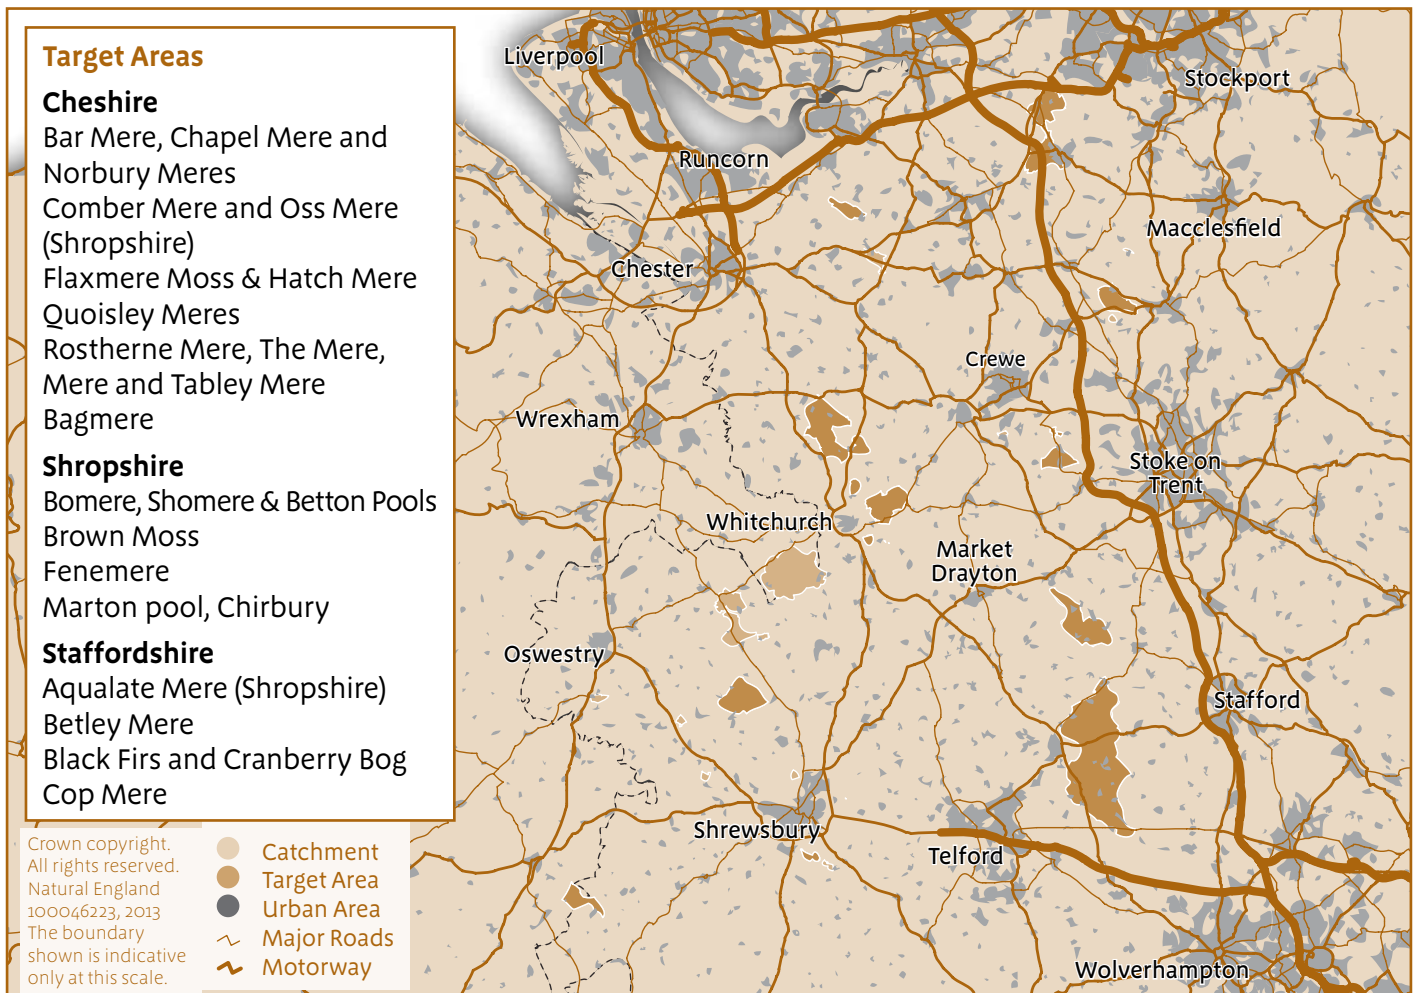 Target Areas
Cheshire
Bar Mere, Chapel Mere and
Norbury Meres
Comber Mere and Oss Mere
(Shropshire)
Flaxmere Moss & Hatch Mere
Quoisley Meres
Rostherne Mere, The Mere,
Mere and Tabley Mere
Bagmere
Shropshire
Bomere, Shomere & Betton Pools
Brown Moss
Fenemere
Marton pool, Chirbury
Staffordshire
Aqualate Mere (Shropshire)
Betley Mere
Black Firs and Cranberry Bog
Cop Mere
Crown copyright.
All rights reserved.
Natural England
100046223, 2013
The boundary
shown is indicative
only at this scale.
Catchment
Target Area
Urban Area
Major Roads
Motorway
Liverpool
Stockport
Runcorn
Macclesfield
Chester
Crewe
Wrexham
Stoke on
Trent
Whitchurch
Market
Drayton
Oswestry
Stafford
Shrewsbury
Telford
Wolverhampton